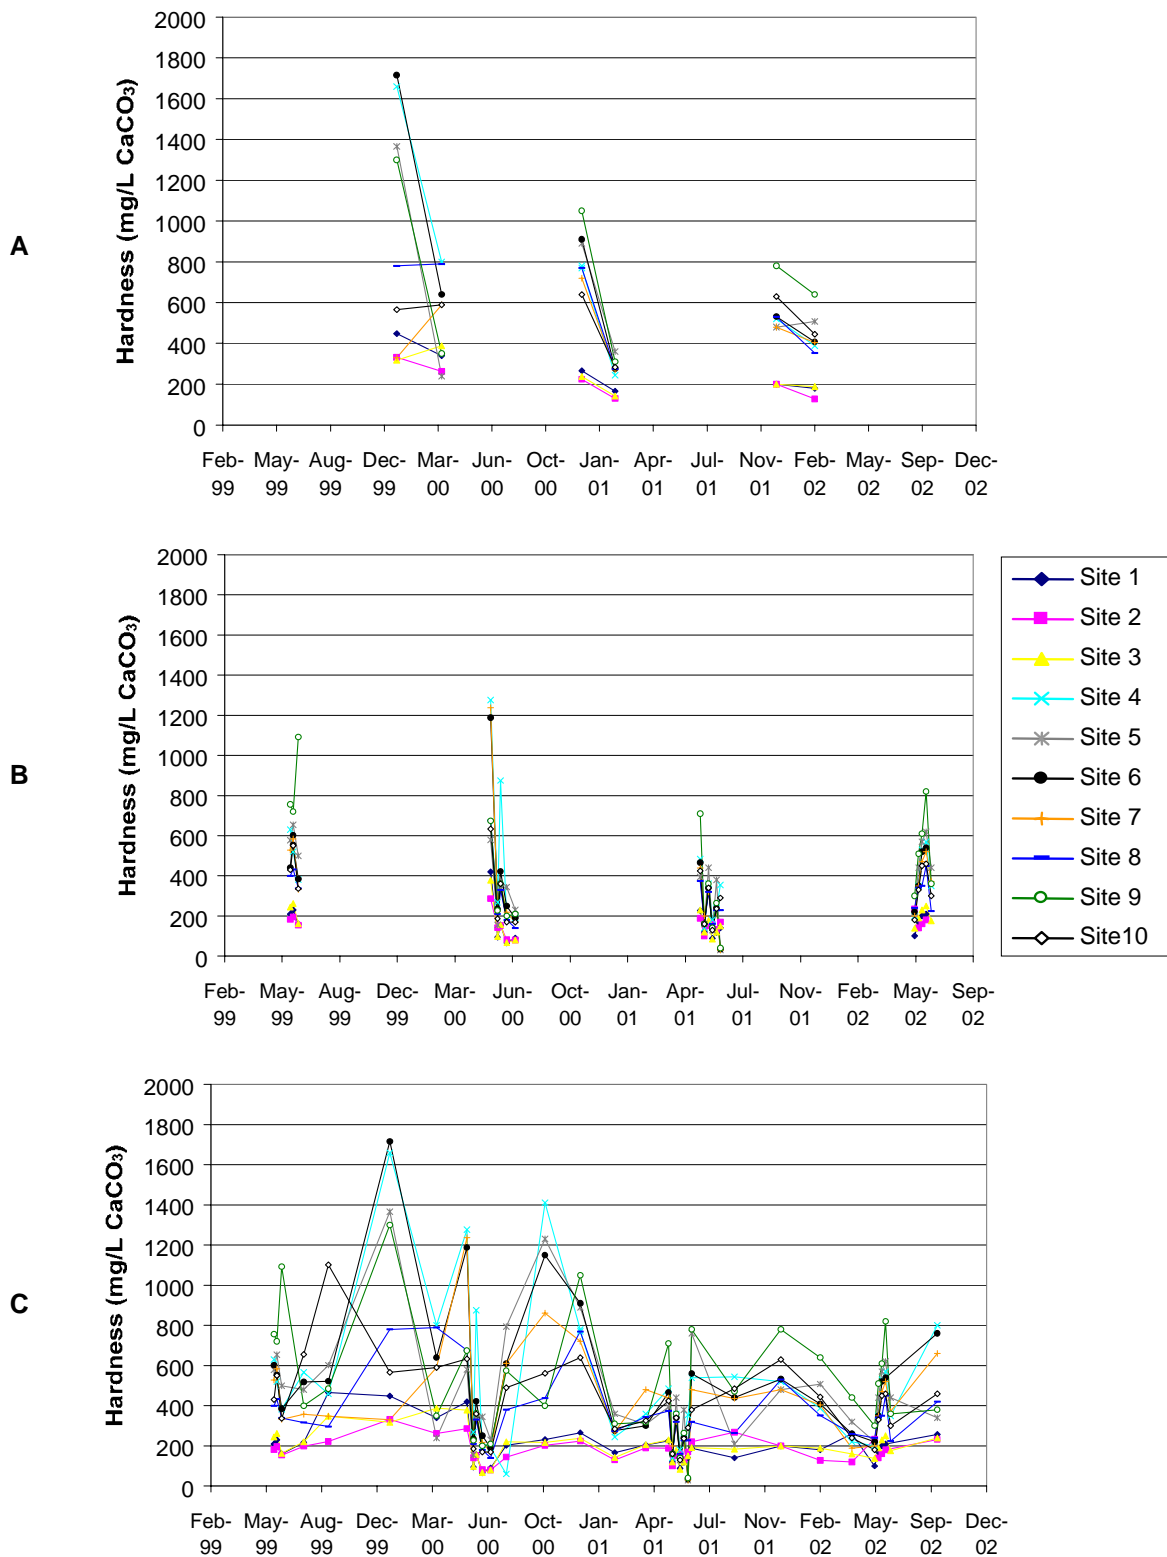 A
Hardness (mg/L CaCO3)
2000
1800
1600
1400
1200
1000
800
600
400
200
0
Feb- May- Aug- Dec- Mar- Jun- Oct- Jan- Apr- Jul- Nov- Feb- May- Sep- Dec-
99 99 99 99 00 00 00 01 01 01 01 02 02 02 02
B
Hardness (mg/L CaCO3)
2000
1800
1600
1400
1200
1000
800
600
400
200
0
Feb- May- Aug- Dec- Mar- Jun- Oct- Jan- Apr- Jul- Nov- Feb- May- Sep-
99 99 99 99 00 00 00 01 01 01 01 02 02 02
Site 1
Site 2
Site 3
Site 4
Site 5
Site 6
Site 7
Site 8
Site 9
Site10
C
Hardness (mg/L CaCO3)
2000
1800
1600
1400
1200
1000
800
600
400
200
0
Feb- May- Aug- Dec- Mar- Jun- Oct- Jan- Apr- Jul- Nov- Feb- May- Sep- Dec-
99 99 99 99 00 00 00 01 01 01 01 02 02 02 02